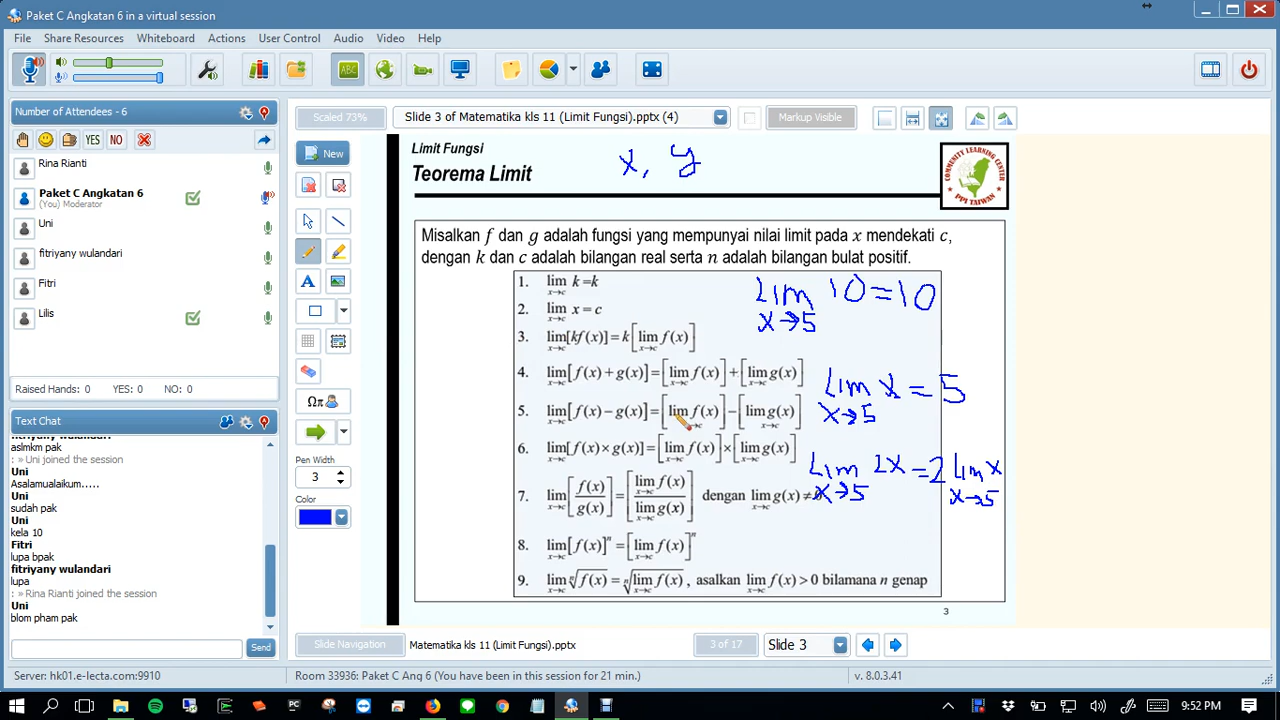 Paket C Angkatan 6 in a virtual session
File Share Resources Whiteboard Actions User Control Audio Video Help
ABC
Number of Attendees - 6
YES NO
Rina Rianti
Paket C Angkatan 6
(You) Moderator
Uni
fitriyany wulandari
Fitri
Lilis
Raised Hands: 0 YES: 0 NO: 0
Text Chat
aslmkm pak
› Uni joined the session
Uni
Asalamualaikum.....
Uni
sudah pak
Uni
kela 10
Fitri
lupa bpak
fitriyany wulandari
lupa
› Rina Rianti joined the session
Uni
blom pham pak
Send
Scaled 73% Slide 3 of Matematika kls 11 (Limit Fungsi).pptx (4) Markup Visible
New
A
Ωπ
Pen Width
3
Color
Limit Fungsi
Teorema Limit
x, y
COMMUNITY LEARNING CENTER
PPI TAIWAN
Misalkan f dan g adalah fungsi yang mempunyai nilai limit pada x mendekati c,
dengan k dan c adalah bilangan real serta n adalah bilangan bulat positif.
1. lim x→c k = k
2. lim x→c x = c
3. lim x→c [kf(x)] = k [lim x→c f(x)]
4. lim x→c [f(x) + g(x)] = [lim x→c f(x)] + [lim x→c g(x)]
5. lim x→c [f(x) − g(x)] = [lim x→c f(x)] − [lim x→c g(x)]
6. lim x→c [f(x) × g(x)] = [lim x→c f(x)] × [lim x→c g(x)]
7. lim x→c [f(x)/g(x)] = [lim x→c f(x) / lim x→c g(x)] dengan lim x→c g(x) ≠
8. lim x→c [f(x)]ⁿ = [lim x→c f(x)]ⁿ
9. lim x→c ⁿ√f(x) = ⁿ√lim x→c f(x) , asalkan lim x→c f(x) > 0 bilamana n genap
Lim x→5 10 = 10
Lim x→5 x = 5
Lim x→5 2x = 2 Lim x→5 x
3
Slide Navigation Matematika kls 11 (Limit Fungsi).pptx 3 of 17 Slide 3
Server: hk01.e-lecta.com:9910 Room 33936: Paket C Ang 6 (You have been in this session for 21 min.) v. 8.0.3.41
PC
9:52 PM